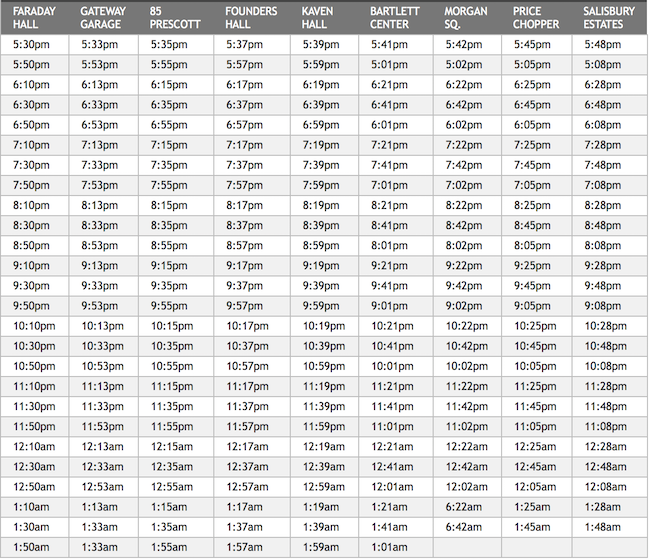 FARADAY HALL GATEWAY GARAGE 85 PRESCOTT FOUNDERS HALL KAVEN HALL BARTLETT CENTER MORGAN SQ. PRICE CHOPPER SALISBURY ESTATES
5:30pm 5:33pm 5:35pm 5:37pm 5:39pm 5:41pm 5:42pm 5:45pm 5:48pm
5:50pm 5:53pm 5:55pm 5:57pm 5:59pm 5:01pm 5:02pm 5:05pm 5:08pm
6:10pm 6:13pm 6:15pm 6:17pm 6:19pm 6:21pm 6:22pm 6:25pm 6:28pm
6:30pm 6:33pm 6:35pm 6:37pm 6:39pm 6:41pm 6:42pm 6:45pm 6:48pm
6:50pm 6:53pm 6:55pm 6:57pm 6:59pm 6:01pm 6:02pm 6:05pm 6:08pm
7:10pm 7:13pm 7:15pm 7:17pm 7:19pm 7:21pm 7:22pm 7:25pm 7:28pm
7:30pm 7:33pm 7:35pm 7:37pm 7:39pm 7:41pm 7:42pm 7:45pm 7:48pm
7:50pm 7:53pm 7:55pm 7:57pm 7:59pm 7:01pm 7:02pm 7:05pm 7:08pm
8:10pm 8:13pm 8:15pm 8:17pm 8:19pm 8:21pm 8:22pm 8:25pm 8:28pm
8:30pm 8:33pm 8:35pm 8:37pm 8:39pm 8:41pm 8:42pm 8:45pm 8:48pm
8:50pm 8:53pm 8:55pm 8:57pm 8:59pm 8:01pm 8:02pm 8:05pm 8:08pm
9:10pm 9:13pm 9:15pm 9:17pm 9:19pm 9:21pm 9:22pm 9:25pm 9:28pm
9:30pm 9:33pm 9:35pm 9:37pm 9:39pm 9:41pm 9:42pm 9:45pm 9:48pm
9:50pm 9:53pm 9:55pm 9:57pm 9:59pm 9:01pm 9:02pm 9:05pm 9:08pm
10:10pm 10:13pm 10:15pm 10:17pm 10:19pm 10:21pm 10:22pm 10:25pm 10:28pm
10:30pm 10:33pm 10:35pm 10:37pm 10:39pm 10:41pm 10:42pm 10:45pm 10:48pm
10:50pm 10:53pm 10:55pm 10:57pm 10:59pm 10:01pm 10:02pm 10:05pm 10:08pm
11:10pm 11:13pm 11:15pm 11:17pm 11:19pm 11:21pm 11:22pm 11:25pm 11:28pm
11:30pm 11:33pm 11:35pm 11:37pm 11:39pm 11:41pm 11:42pm 11:45pm 11:48pm
11:50pm 11:53pm 11:55pm 11:57pm 11:59pm 11:01pm 11:02pm 11:05pm 11:08pm
12:10am 12:13am 12:15am 12:17am 12:19am 12:21am 12:22am 12:25am 12:28am
12:30am 12:33am 12:35am 12:37am 12:39am 12:41am 12:42am 12:45am 12:48am
12:50am 12:53am 12:55am 12:57am 12:59am 12:01am 12:02am 12:05am 12:08am
1:10am 1:13am 1:15am 1:17am 1:19am 1:21am 6:22am 1:25am 1:28am
1:30am 1:33am 1:35am 1:37am 1:39am 1:41am 6:42am 1:45am 1:48am
1:50am 1:33am 1:55am 1:57am 1:59am 1:01am